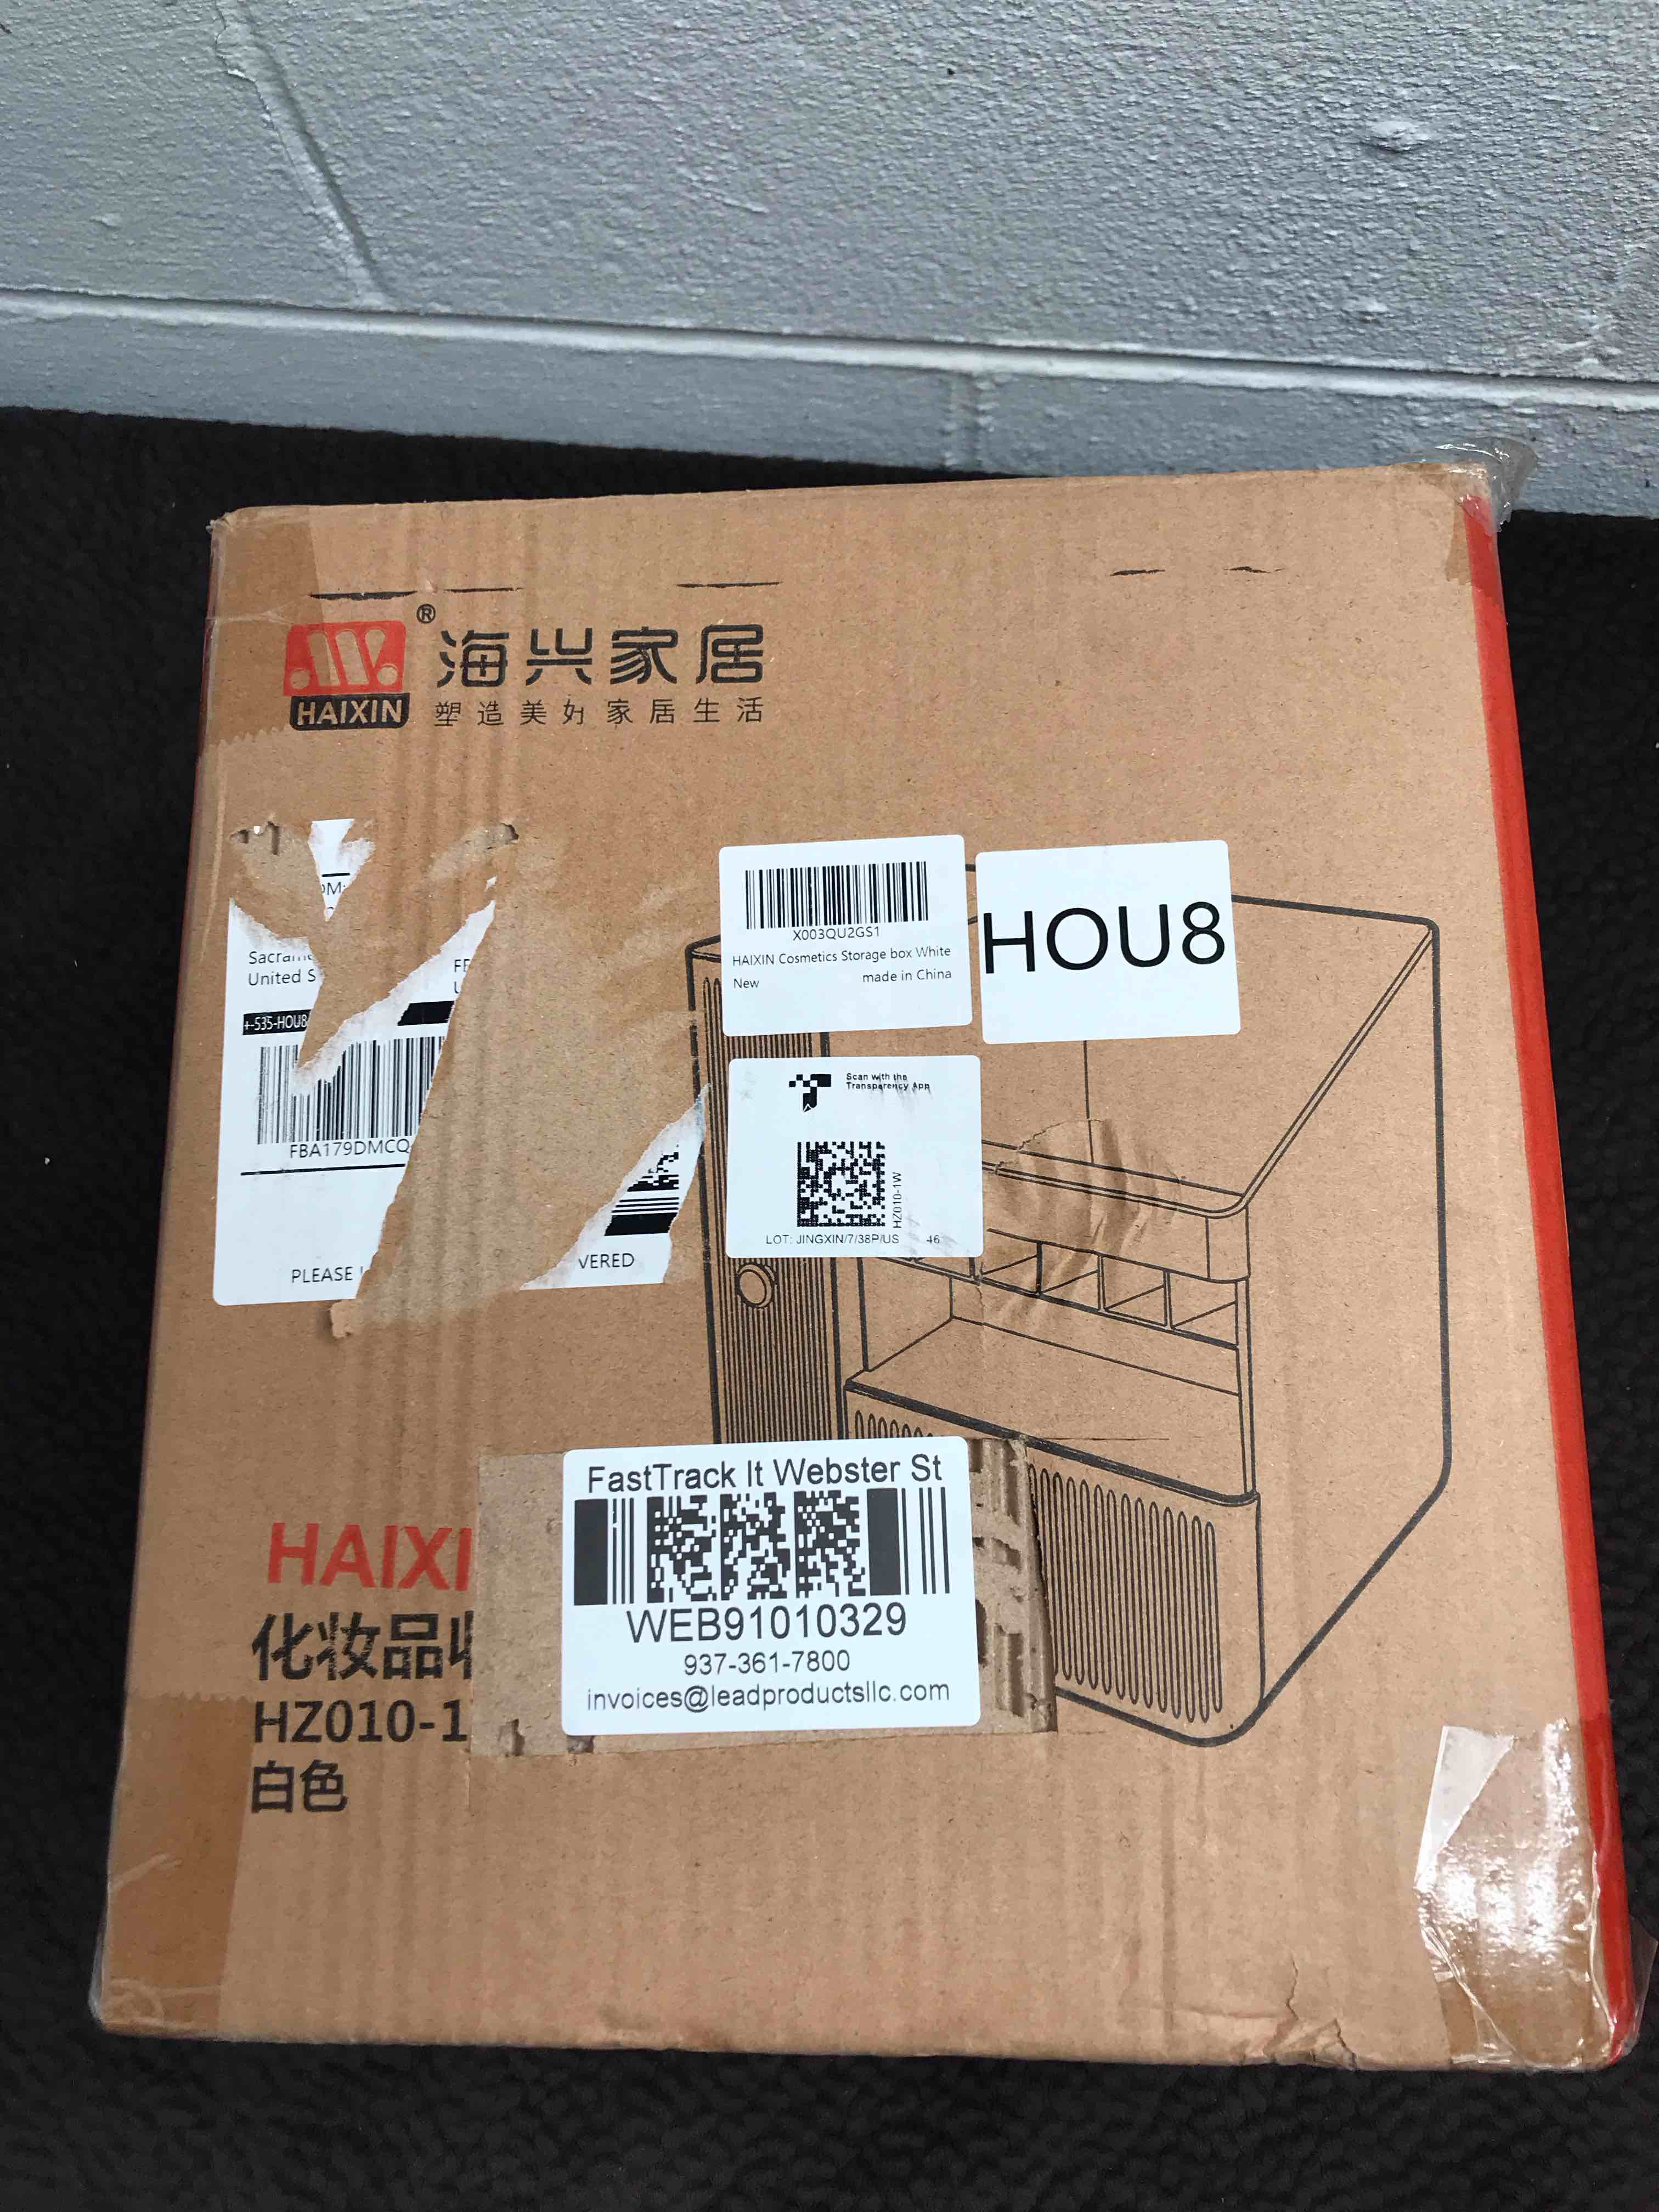 ®
海兴家居
HAIXIN
塑造美好家居生活
United S
+-535-HOU8
FBA179DMCQ
PLEASE
VERED
X003QU2GS1
HAIXIN Cosmetics Storage box White
New made in China
HOU8
Scan with the
Transparency App
HZ010-1W
LOT: JINGXIN/7/38P/US 46
FastTrack It Webster St
WEB91010329
937-361-7800
invoices@leadproductsllc.com
HAIXI
化妆品
HZ010-1
白色